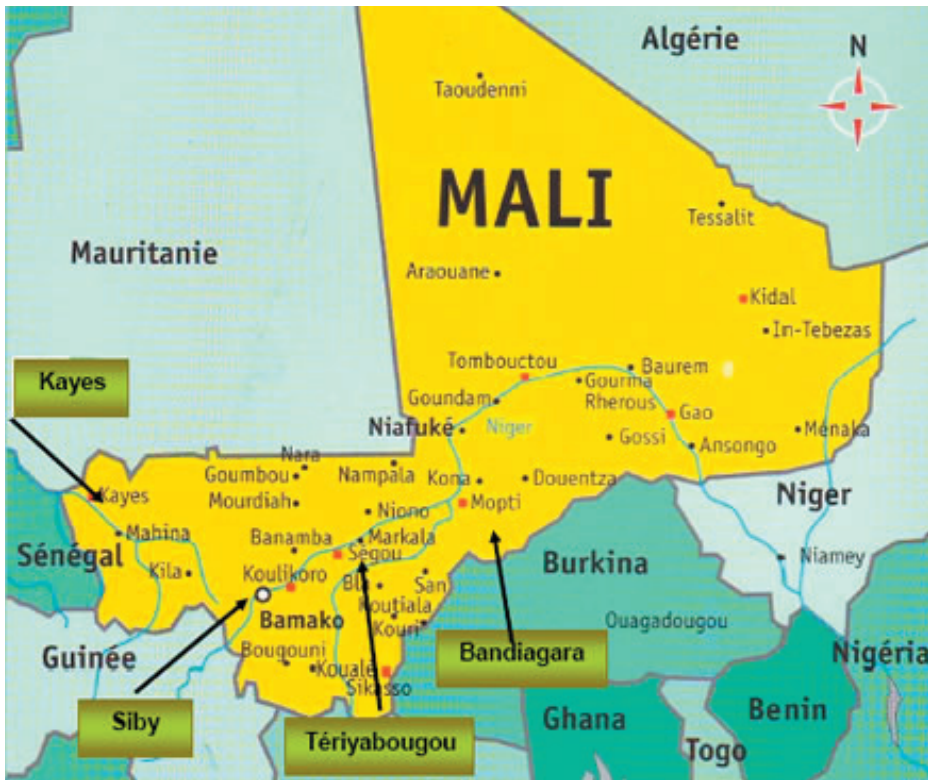 Algérie
N
Taoudenni
MALI
Tessalit
Mauritanie
Araouane
Kidal
In-Tebezas
Tombouctou
Baurem
Kayes
Gourma
Rherous
Goundam
Gao
Niafuké
Niger
Gossi
Ansongo
Ménaka
Nara
Goumbou
Nampala
Kona
Douentza
Kayes
Mourdiah
Niono
Mopti
Niger
Mahina
Banamba
Markala
Ségou
Sénégal
Kila
Koulikoro
Bla
San
Burkina
Niamey
Bamako
Koutiala
Kouri
Ouagadougou
Guinée
Bougouni
Koualé
Sikasso
Bandiagara
Nigéria
Siby
Tériyabougou
Ghana
Togo
Benin